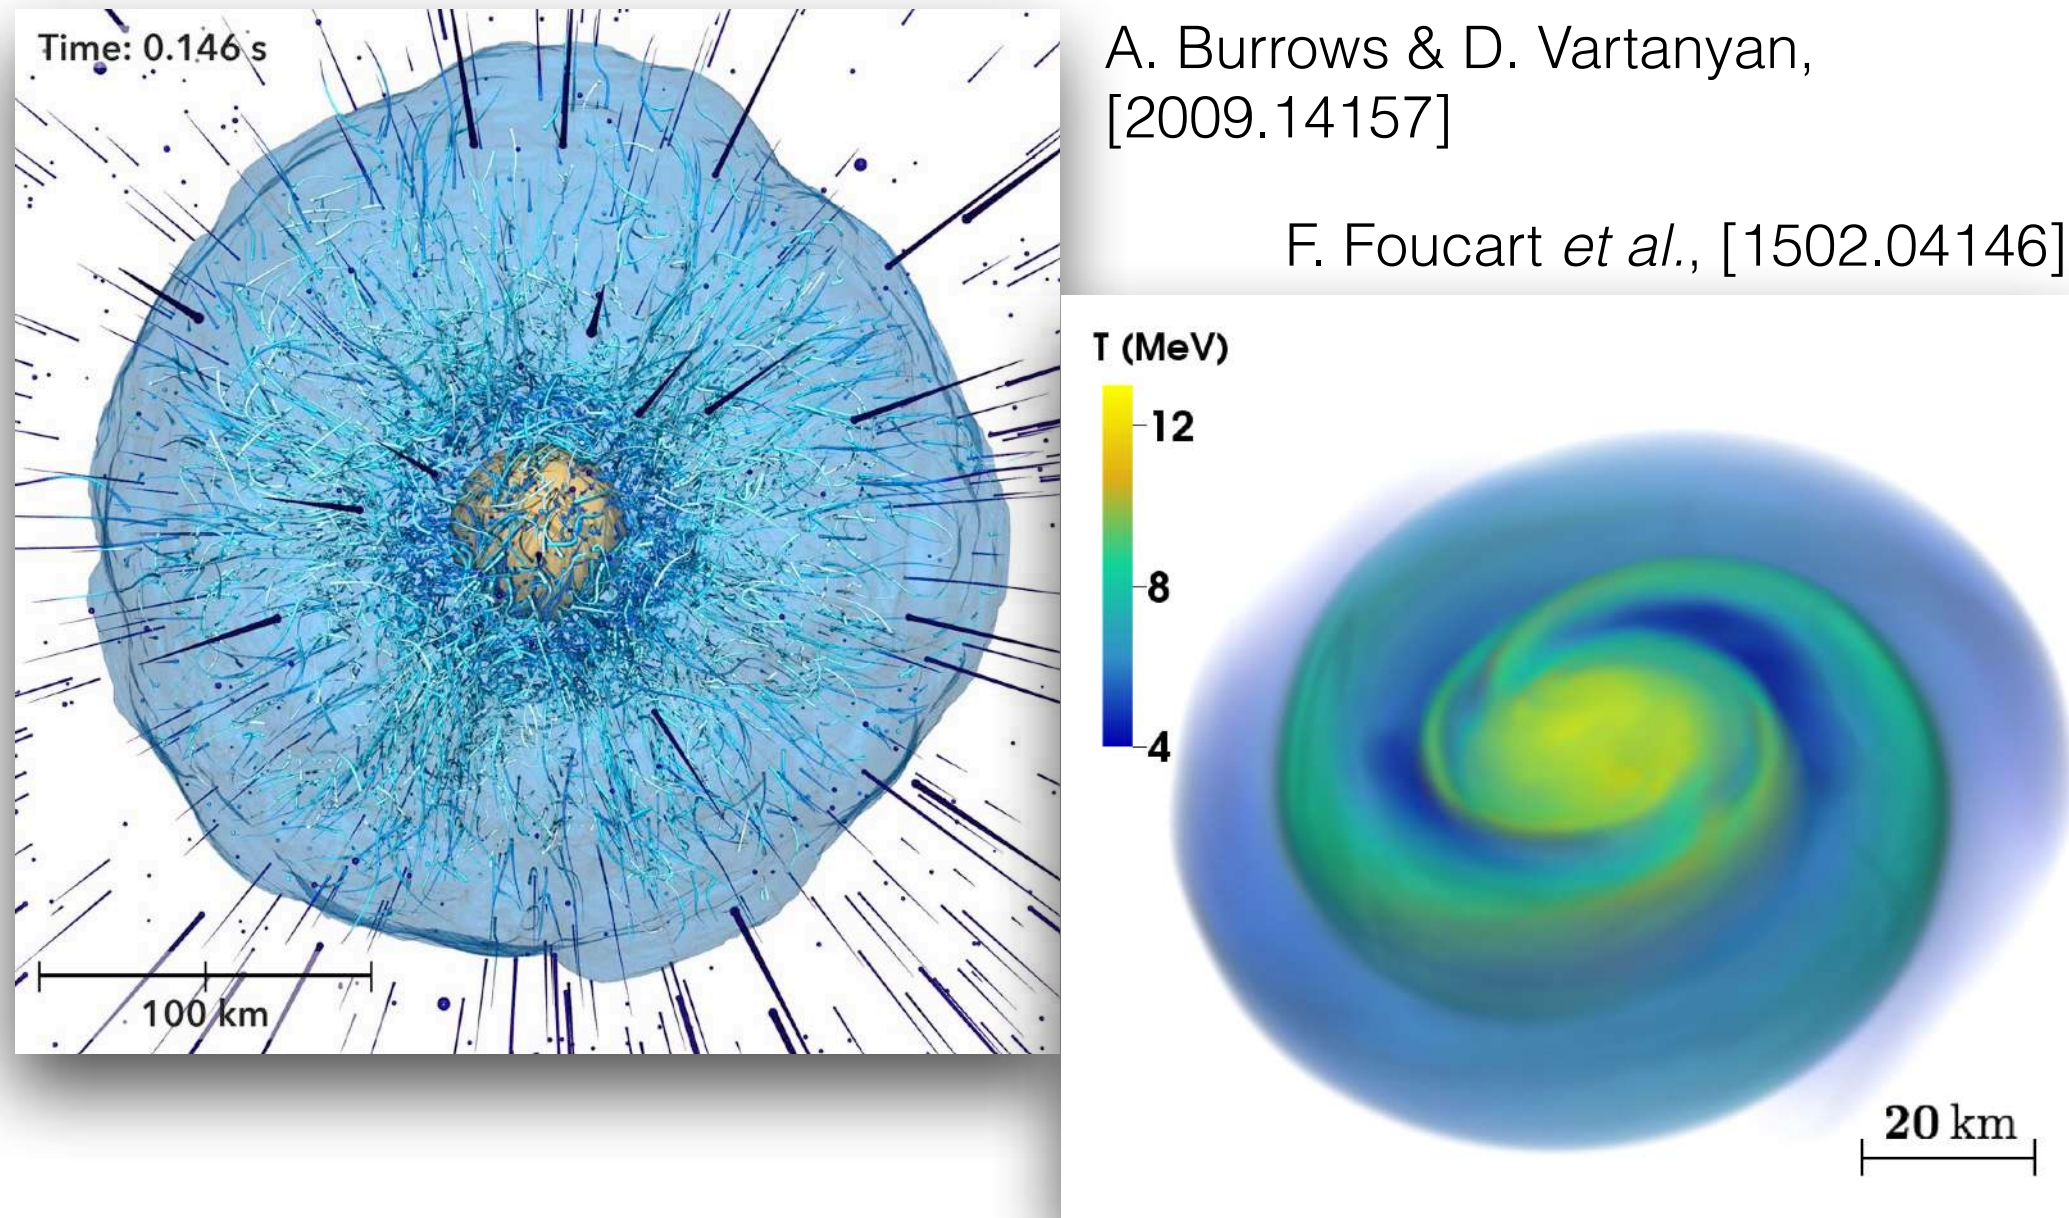 Time: 0.146 s
100 km
A. Burrows & D. Vartanyan,
[2009.14157]
F. Foucart et al., [1502.04146]
T (MeV)
12
8
4
20 km